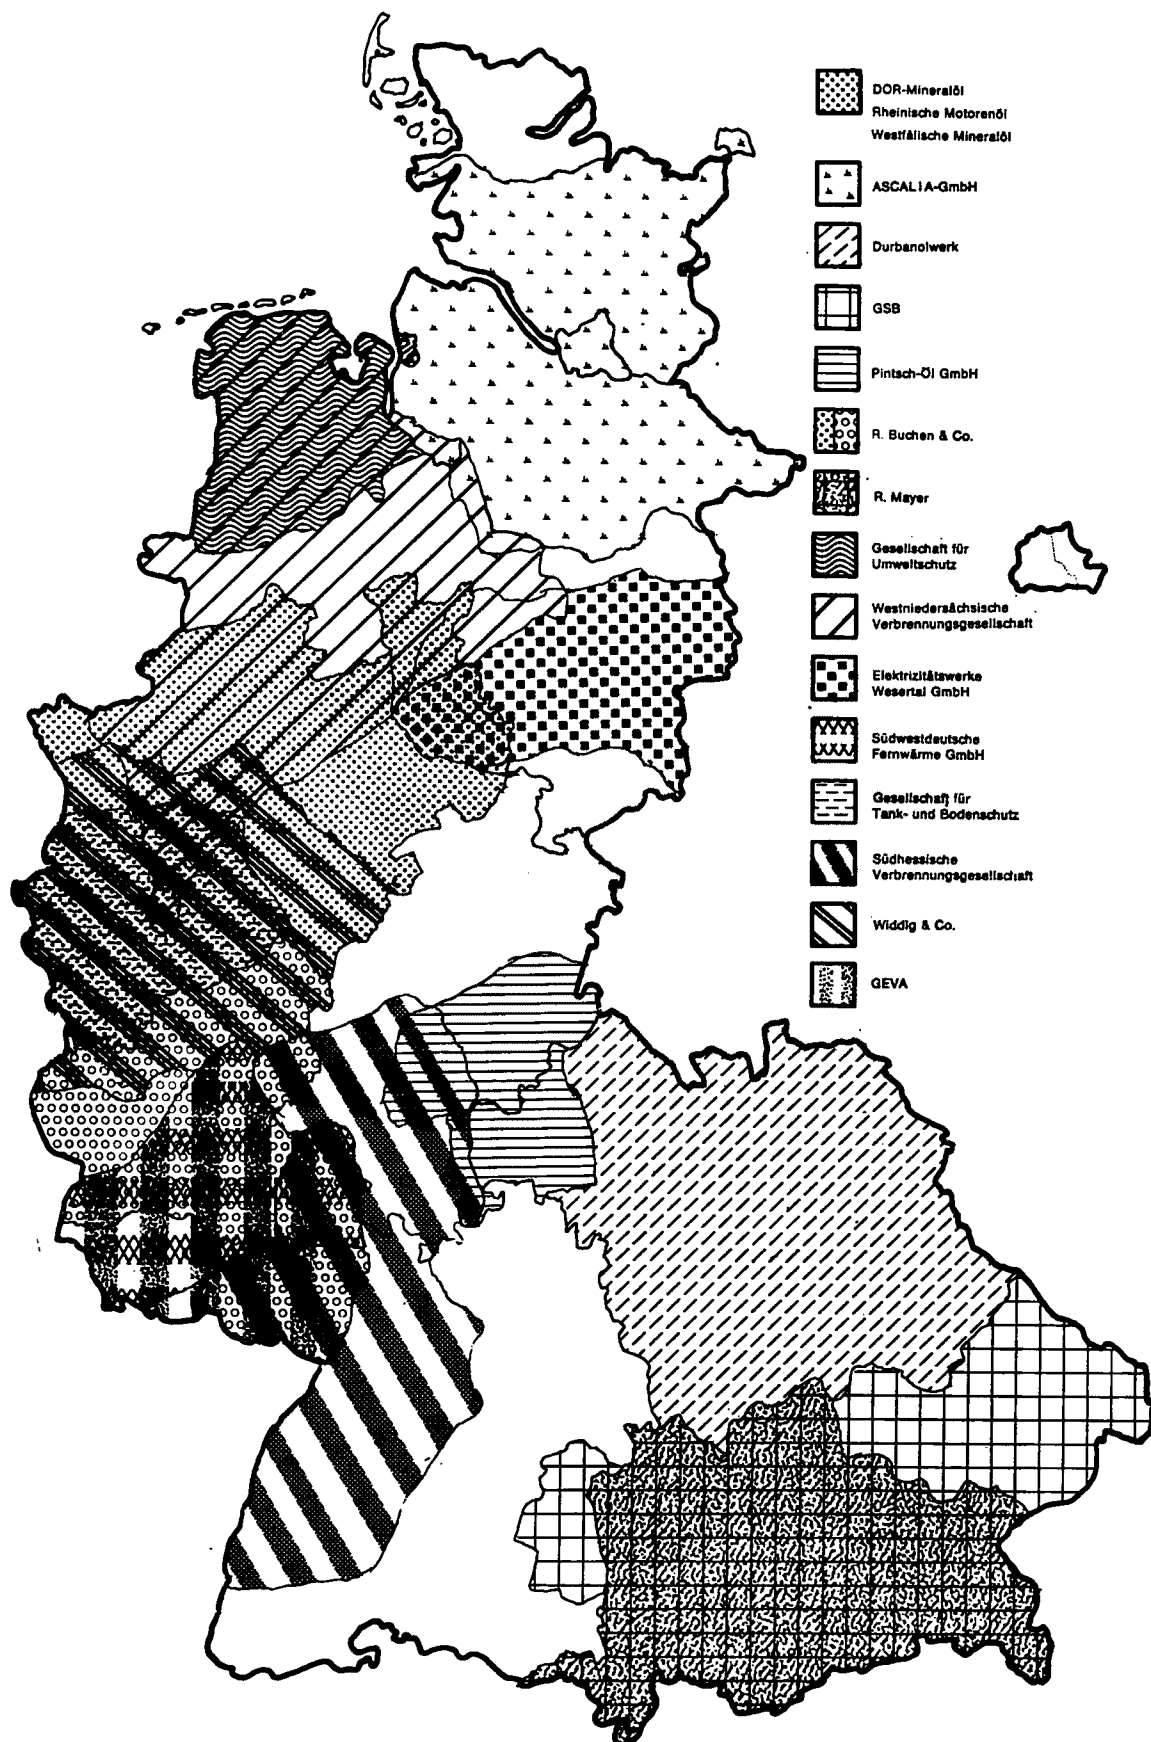 DOR-Mineralöl
Rheinische Motorenöl
Westfälische Mineralöl
ASCALIA-GmbH
Durbanolwerk
GSB
Pintsch-Öl GmbH
R. Buchen & Co.
R. Mayer
Gesellschaft für
Umweltschutz
Westniedersächsische
Verbrennungsgesellschaft
Elektrizitätswerke
Wesertal GmbH
Südwestdeutsche
Fernwärme GmbH
Gesellschaft für
Tank- und Bodenschutz
Südhessische
Verbrennungsgesellschaft
Widdig & Co.
GEVA